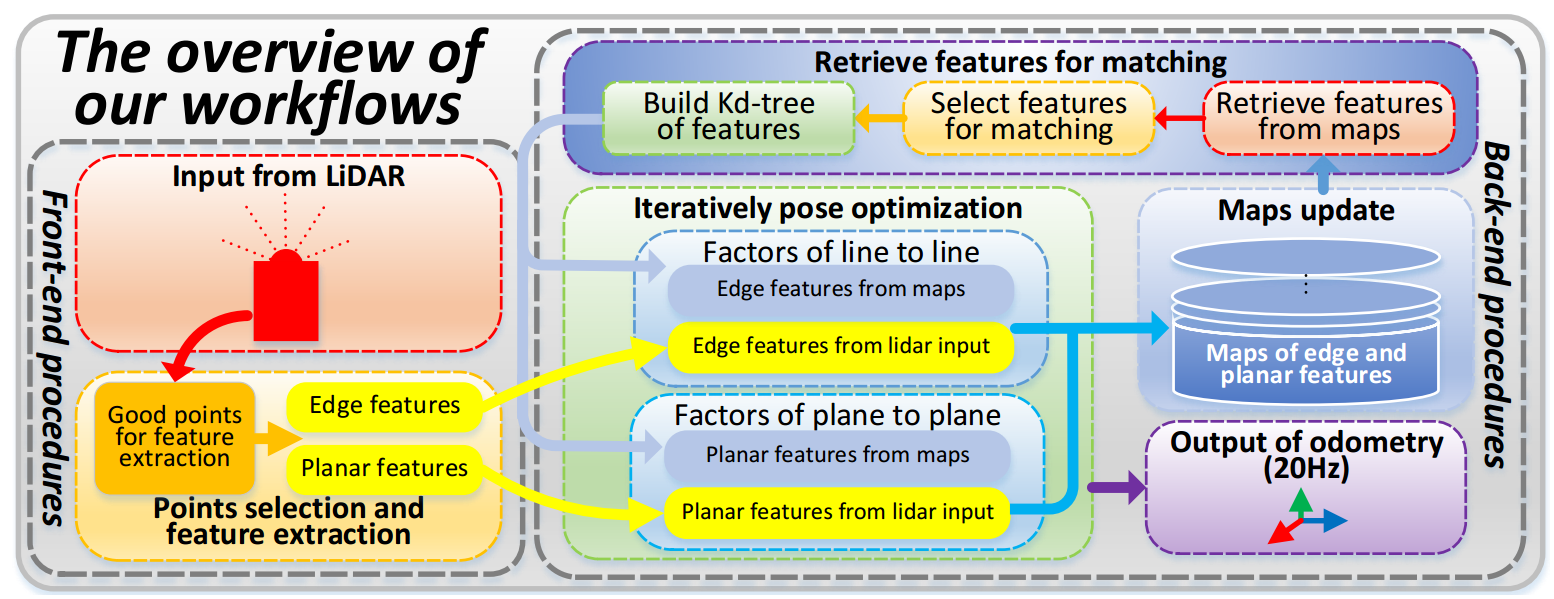 The overview of
our workflows
Front-end procedures
Input from LiDAR
Good points
for feature
extraction
Edge features
Planar features
Points selection and
feature extraction
Back-end procedures
Retrieve features for matching
Build Kd-tree
of features
Select features
for matching
Retrieve features
from maps
Iteratively pose optimization
Factors of line to line
Edge features from maps
Edge features from lidar input
Factors of plane to plane
Planar features from maps
Planar features from lidar input
Maps update
Maps of edge and
planar features
Output of odometry
(20Hz)